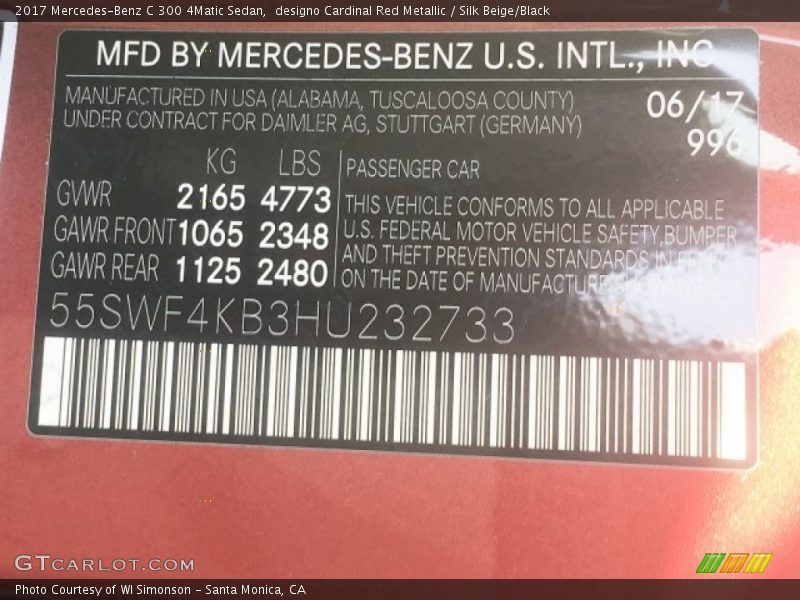 2017 Mercedes-Benz C 300 4Matic Sedan,  designo Cardinal Red Metallic / Silk Beige/Black
MFD BY MERCEDES-BENZ U.S. INTL., INC
MANUFACTURED IN USA (ALABAMA, TUSCALOOSA COUNTY)
UNDER CONTRACT FOR DAIMLER AG, STUTTGART (GERMANY)
06/17
996
KG LBS
GVWR 2165 4773
GAWR FRONT 1065 2348
GAWR REAR 1125 2480
PASSENGER CAR
THIS VEHICLE CONFORMS TO ALL APPLICABLE
U.S. FEDERAL MOTOR VEHICLE SAFETY,BUMPER
AND THEFT PREVENTION STANDARDS IN
ON THE DATE OF MANUFACTURE
55SWF4KB3HU232733
GTCARLOT.COM
Photo Courtesy of WI Simonson - Santa Monica, CA